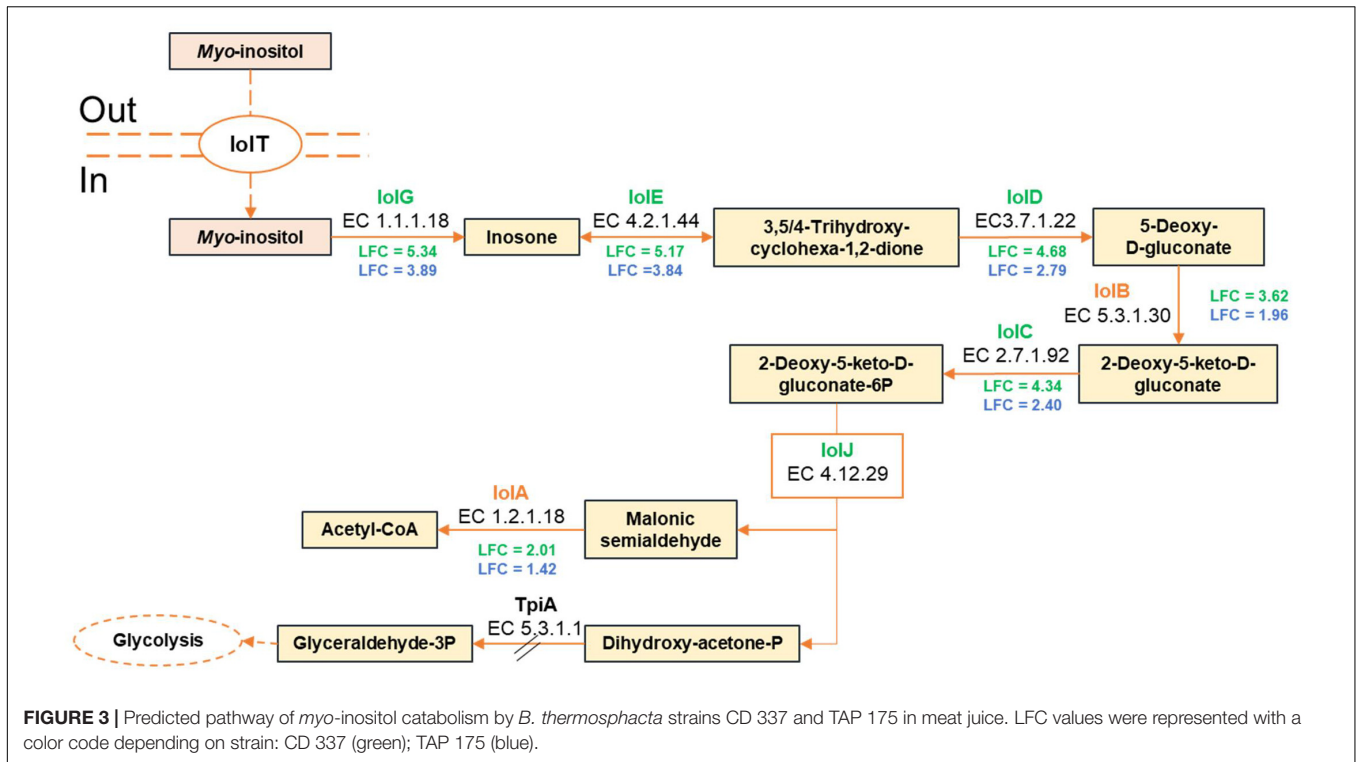 Myo-inositol
Out
IolT
In
Myo-inositol
IolG
EC 1.1.1.18
LFC = 5.34
LFC = 3.89
Inosone
IolE
EC 4.2.1.44
LFC = 5.17
LFC =3.84
3,5/4-Trihydroxy-
cyclohexa-1,2-dione
IolD
EC3.7.1.22
LFC = 4.68
LFC = 2.79
5-Deoxy-
D-gluconate
IolB
EC 5.3.1.30
LFC = 3.62
LFC = 1.96
2-Deoxy-5-keto-D-
gluconate
IolC
EC 2.7.1.92
LFC = 4.34
LFC = 2.40
2-Deoxy-5-keto-D-
gluconate-6P
IolJ
EC 4.12.29
Malonic
semialdehyde
IolA
EC 1.2.1.18
LFC = 2.01
LFC = 1.42
Acetyl-CoA
Dihydroxy-acetone-P
TpiA
EC 5.3.1.1
Glyceraldehyde-3P
Glycolysis
FIGURE 3 | Predicted pathway of myo-inositol catabolism by B. thermosphacta strains CD 337 and TAP 175 in meat juice. LFC values were represented with a
color code depending on strain: CD 337 (green); TAP 175 (blue).